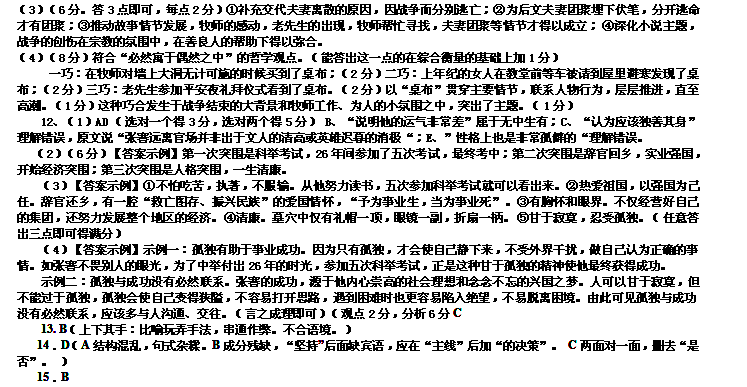 （3）（6分。答3点即可，每点2分）①补充交代夫妻离散的原因，因战争而分别逃亡；②为后文夫妻团聚埋下伏笔，分开逃命
才有团聚；③推动故事情节发展，牧师的感动，老先生的出现，牧师帮忙寻找，夫妻团聚等情节才得以成立；④深化小说主题，
战争的创伤在宗教的氛围中，在善良人的帮助下得以弥合。
（4）（8分）符合“必然寓于偶然之中”的哲学观点。（能答出这一点的在综合衡量的基础上加1分）
一巧：在牧师对墙上大洞无计可施的时候买到了桌布；（2分）二巧：上年纪的女人在教堂前等车被请到屋里避寒发现了桌
布；（2分）三巧：老先生参加平安夜礼拜仪式看到了桌布。（2分）以“桌布”贯穿主要情节，联系人物行为，层层推进，直至
高潮。（1分）这种巧合发生于战争结束的大背景和牧师工作、为人的小氛围之中，突出了主题。（1分）
12、（1）AD（选对一个得3分，选对两个得5分） B、“说明他的运气非常差”属于无中生有；C、“认为应该独善其身”
理解错误，原文说“张謇远离官场并非出于文人的清高或英雄迟暮的消极“；E、”性格上也是非常孤僻的“理解错误。
（2）（6分）【答案示例】第一次突围是科举考试，26年间参加了五次考试，最终考中；第二次突围是辞官回乡，实业强国，
开始经济突围；第三次突围是人格突围，一生清廉。
（3）【答案示例】①不怕吃苦，执著，不服输。从他努力读书，五次参加科举考试就可以看出来。②热爱祖国，以强国为己
任。辞官还乡，有一腔“救亡图存、振兴民族”的爱国情怀，“予为事业生，当为事业死”。③有胸怀和眼界。不仅经营好自己
的集团，还努力发展整个地区的经济。④清廉。墓穴中仅有礼帽一项，眼镜一副，折扇一柄。⑤甘于寂寞，忍受孤独。（任意答
出三点即可得满分）
（4）【答案示例】示例一：孤独有助于事业成功。因为只有孤独，才会使自己静下来，不受外界干扰，做自己认为正确的事
情。如张謇不畏别人的眼光，为了中举付出26年的时光，参加五次科举考试，正是这种甘于孤独的精神使他最终获得成功。
示例二：孤独与成功没有必然联系。张謇的成功，源于他内心崇高的社会理想和念念不忘的兴国之梦。人可以甘于寂寞，但
不能过于孤独，孤独会使自己变得狭隘，不容易打开思路，遇到困难时也更容易陷入绝望，不易脱离困境。由此可见孤独与成功
没有必然联系，应该多与人沟通、交往。（言之成理即可）（观点2分，分析6分C
13.B（上下其手：比喻玩弄手法，串通作弊。不合语境。）
14．D（A结构混乱，句式杂糅。B成分残缺，“坚持”后面缺宾语，应在“主线”后加“的决策”。 C两面对一面，删去“是
否”。 ）
15．B